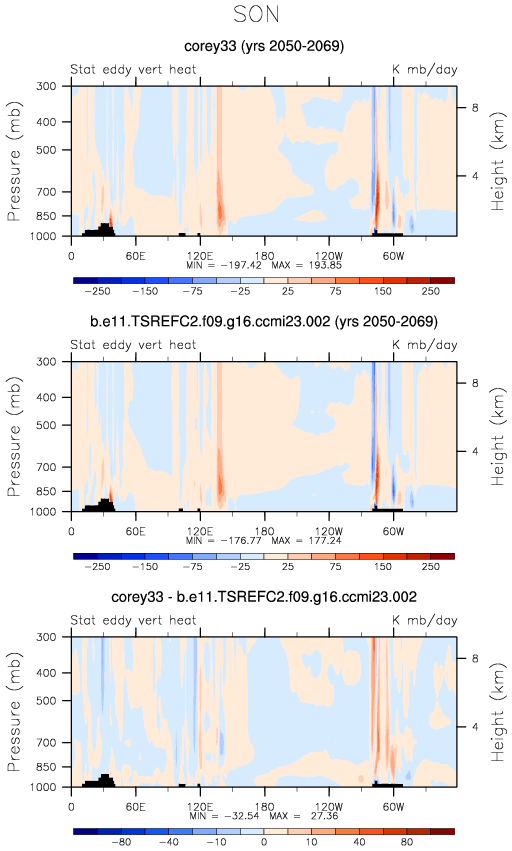 SON
corey33 (yrs 2050-2069)
Stat eddy vert heat K mb/day
300
400
500
700
850
1000
Pressure (mb)
8
4
Height (km)
0 60E 120E 180 120W 60W
MIN = -197.42 MAX = 193.85
-250 -150 -75 -25 25 75 150 250
b.e11.TSREFC2.f09.g16.ccmi23.002 (yrs 2050-2069)
Stat eddy vert heat K mb/day
300
400
500
700
850
1000
Pressure (mb)
8
4
Height (km)
0 60E 120E 180 120W 60W
MIN = -176.77 MAX = 177.24
-250 -150 -75 -25 25 75 150 250
corey33 - b.e11.TSREFC2.f09.g16.ccmi23.002
Stat eddy vert heat K mb/day
300
400
500
700
850
1000
Pressure (mb)
8
4
Height (km)
0 60E 120E 180 120W 60W
MIN = -32.54 MAX = 27.36
-80 -40 -10 0 10 40 80